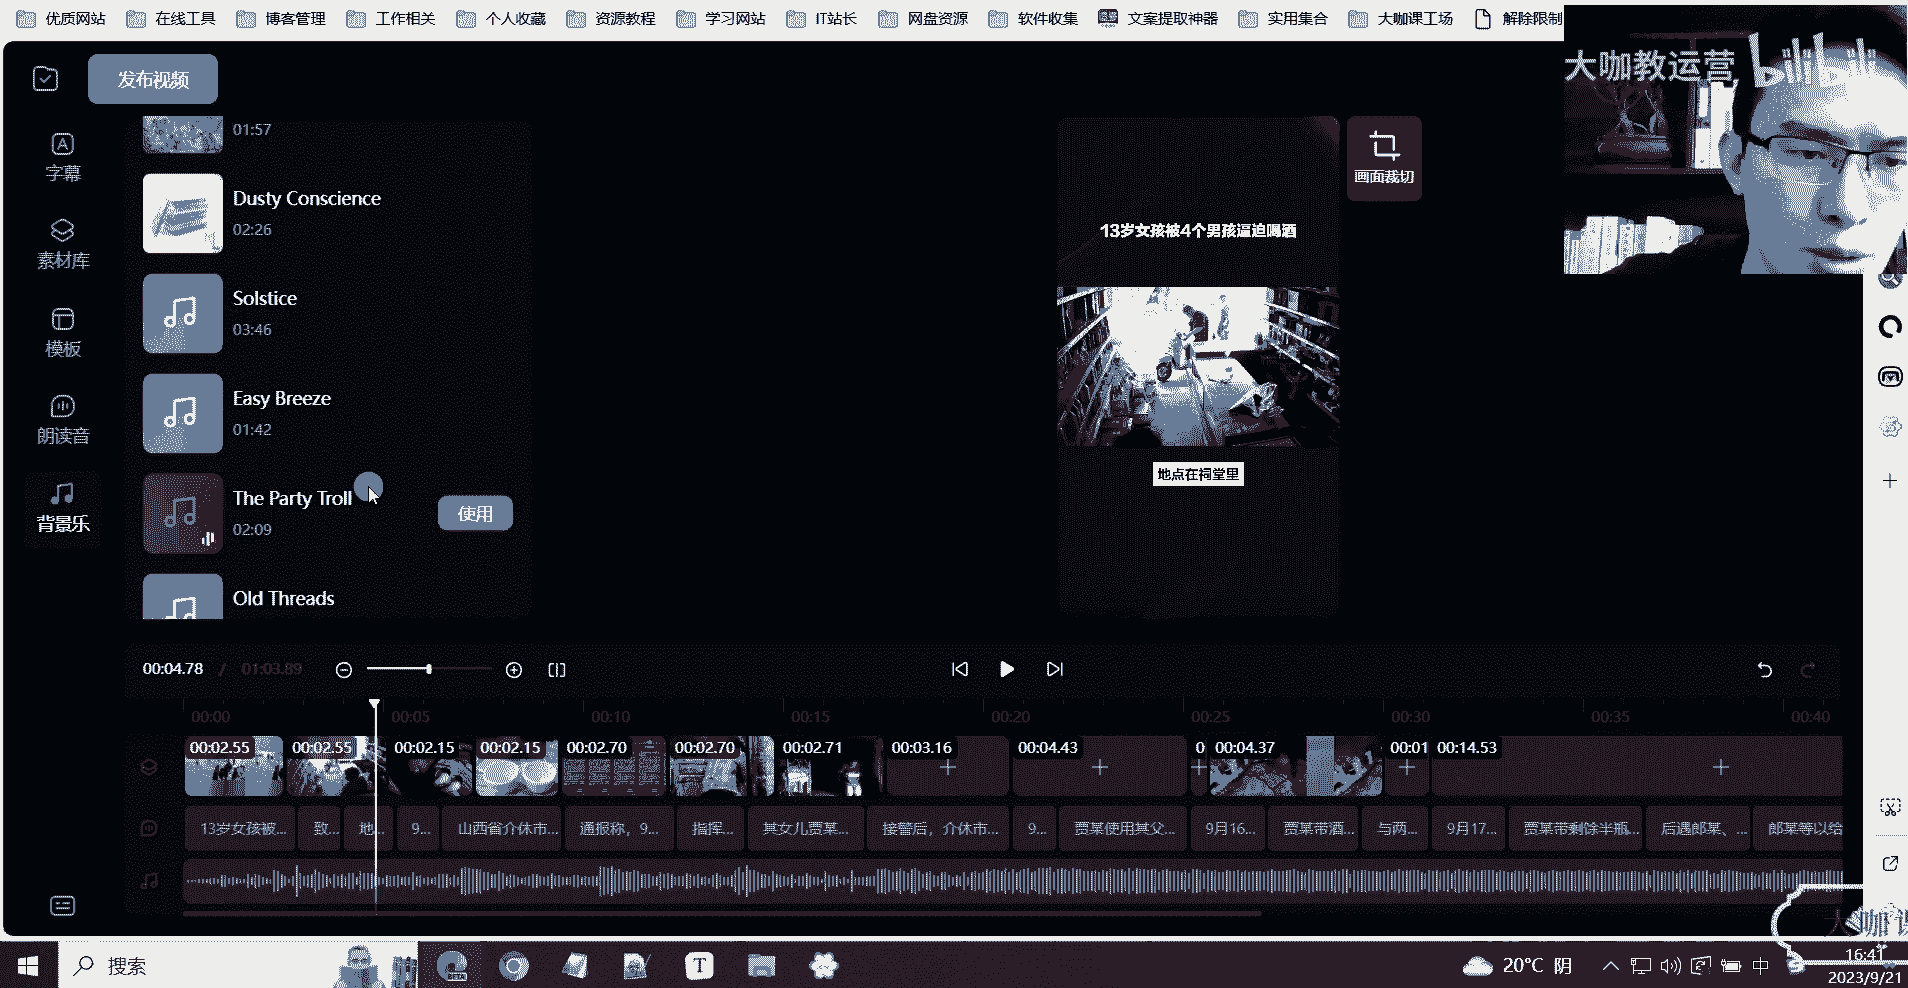 优质网站 在线工具 博客管理 工作相关 个人收藏 资源教程 学习网站 IT站长 网盘资源 软件收集 文案提取神器 实用集合 大咖课工场 解除限制
大咖教运营 bilibili
发布视频
字幕
素材库
模板
朗读音
背景乐
01:57
Dusty Conscience
02:26
Solstice
03:46
Easy Breeze
01:42
The Party Troll
02:09
使用
Old Threads
画面裁切
13岁女孩被4个男孩逼迫喝酒
地点在祠堂里
00:04.78 / 01:03.89
00:00 00:05 00:10 00:15 00:20 00:25 00:30 00:35 00:40
00:02.55 00:02.55 00:02.15 00:02.15 00:02.70 00:02.70 00:02.71 00:03.16 00:04.43 0 00:04.37 00:01 00:14.53
13岁女孩被... 致... 地... 9... 山西省介休市... 通报称，9... 指挥... 其女儿贾某... 接警后，介休市... 9... 贾某使用其父... 9月16... 贾某带酒... 与两... 9月17... 贾某带剩余半瓶... 后遇郎某、... 郎某等以给
大咖课
搜索
BETA
T
20°C 阴
中
16:41
2023/9/21